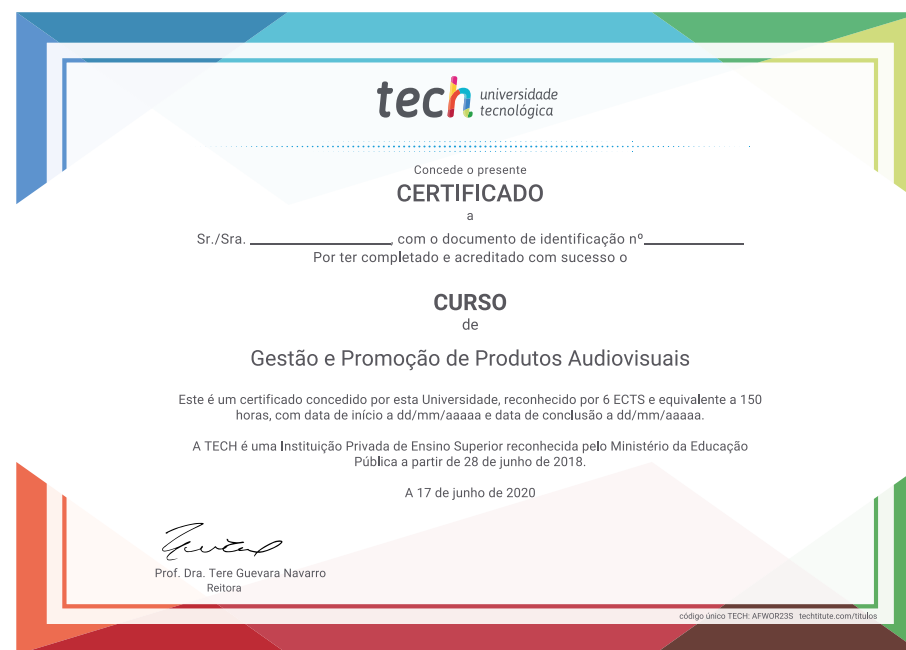 tech universidade
tecnológica
Concede o presente
CERTIFICADO
a
Sr./Sra. ________________, com o documento de identificação nº____________
Por ter completado e acreditado com sucesso o
CURSO
de
Gestão e Promoção de Produtos Audiovisuais
Este é um certificado concedido por esta Universidade, reconhecido por 6 ECTS e equivalente a 150
horas, com data de início a dd/mm/aaaaa e data de conclusão a dd/mm/aaaaa.
A TECH é uma Instituição Privada de Ensino Superior reconhecida pelo Ministério da Educação
Pública a partir de 28 de junho de 2018.
A 17 de junho de 2020
Prof. Dra. Tere Guevara Navarro
Reitora
código único TECH: AFWOR23S techtitute.com/titulos